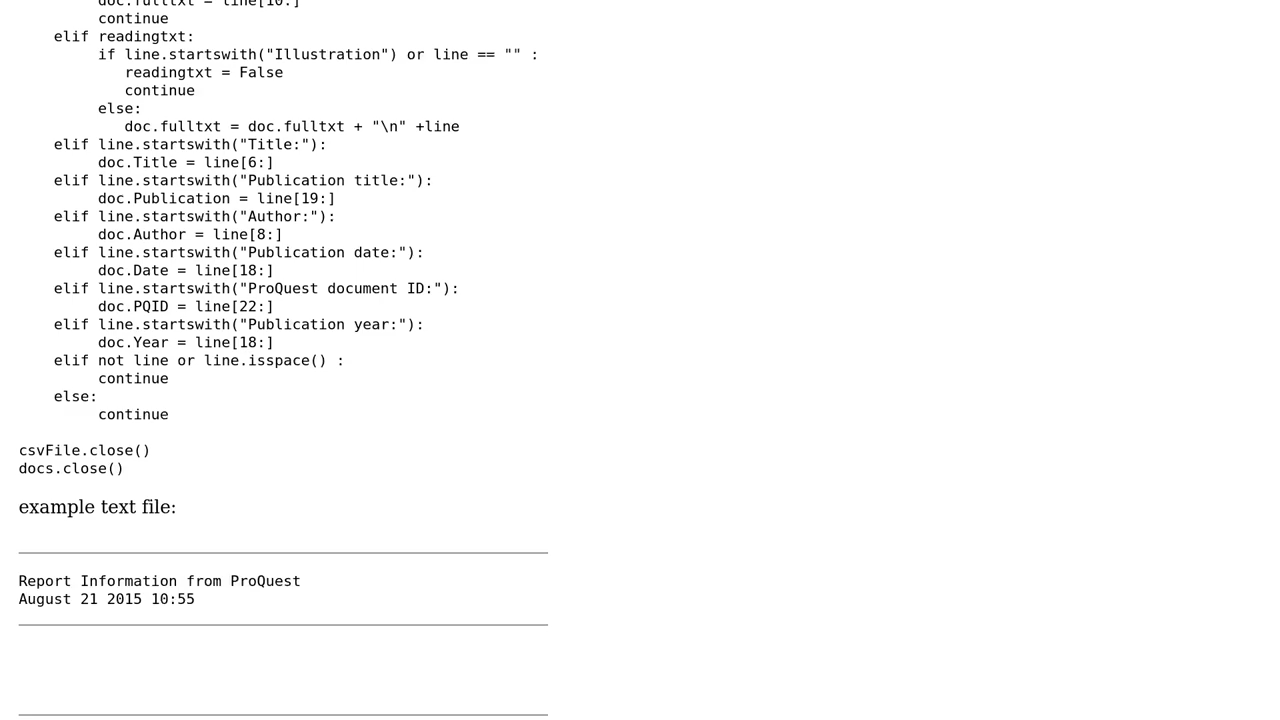 doc.fulltxt = line[10:]
continue
elif readingtxt:
if line.startswith("Illustration") or line == "" :
readingtxt = False
continue
else:
doc.fulltxt = doc.fulltxt + "\n" +line
elif line.startswith("Title:"):
doc.Title = line[6:]
elif line.startswith("Publication title:"):
doc.Publication = line[19:]
elif line.startswith("Author:"):
doc.Author = line[8:]
elif line.startswith("Publication date:"):
doc.Date = line[18:]
elif line.startswith("ProQuest document ID:"):
doc.PQID = line[22:]
elif line.startswith("Publication year:"):
doc.Year = line[18:]
elif not line or line.isspace() :
continue
else:
continue
csvFile.close()
docs.close()
example text file:
Report Information from ProQuest
August 21 2015 10:55